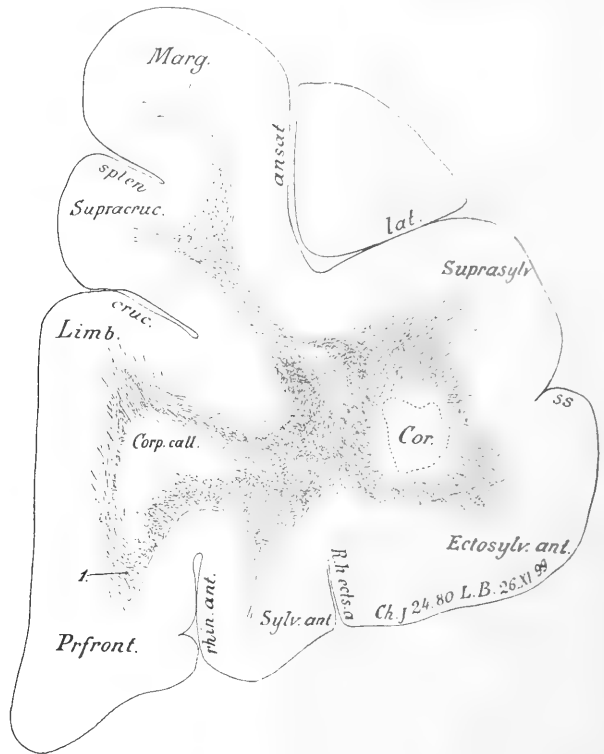 Marg.
ansat
splen
Supracruc.
lat.
Suprasylv
cruc.
Limb.
ss
Corp. call.
Cor.
Ectosylv. ant.
1.
rhin. ant.
Sylv. ant
Ch. J 24. 80 L. B. 26. XI 99
Prfront.